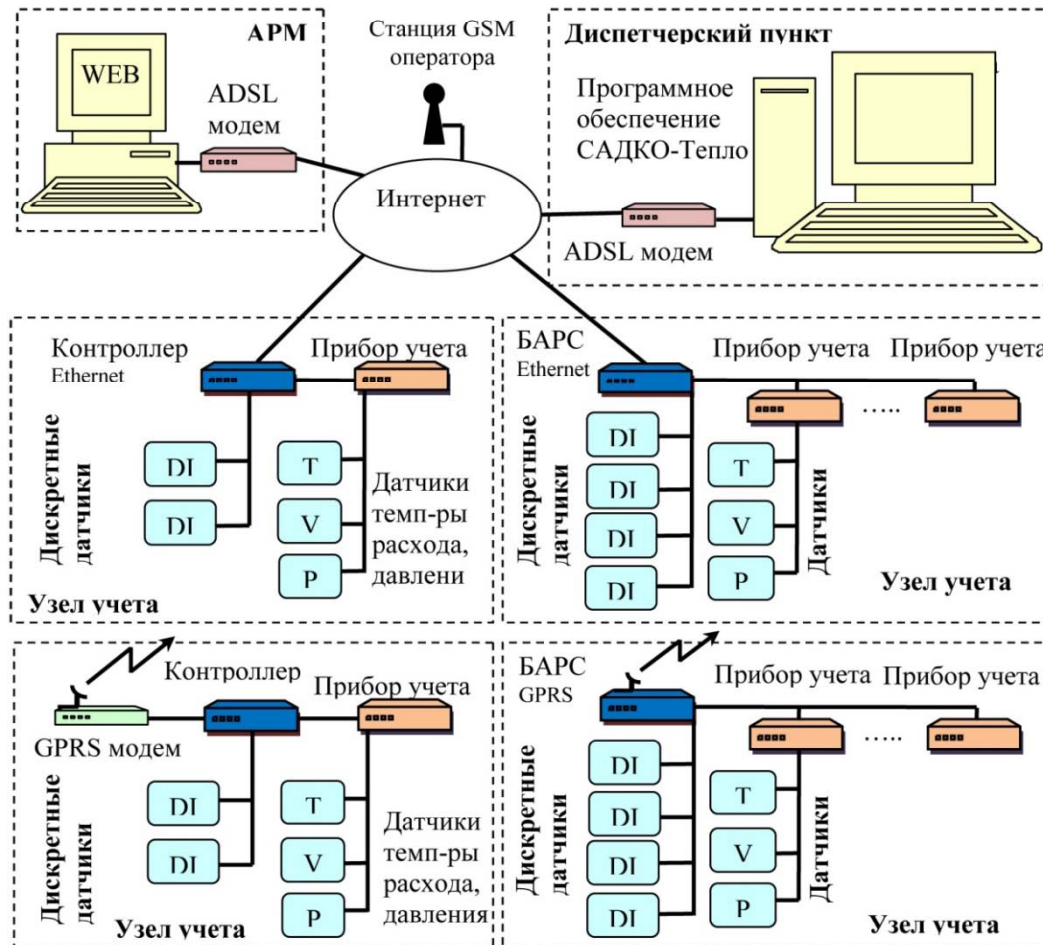 АРМ
WEB
ADSL
модем
Станция GSM
оператора
Диспетчерский пункт
Программное
обеспечение
САДКО-Тепло
ADSL модем
Интернет
Контроллер
Ethernet
Прибор учета
Дискретные
датчики
DI
DI
T
V
P
Датчики
темп-ры
расхода,
давлени
Узел учета
БАРС
Ethernet
Прибор учета
Прибор учета
.....
Дискретные
датчики
DI
DI
DI
DI
T
V
P
Датчики
Узел учета
Контроллер
Прибор учета
GPRS модем
Дискретные
датчики
DI
DI
T
V
P
Датчики
темп-ры
расхода,
давления
Узел учета
БАРС
GPRS
Прибор учета
Прибор учета
.....
Дискретные
датчики
DI
DI
DI
DI
T
V
P
Датчики
Узел учета